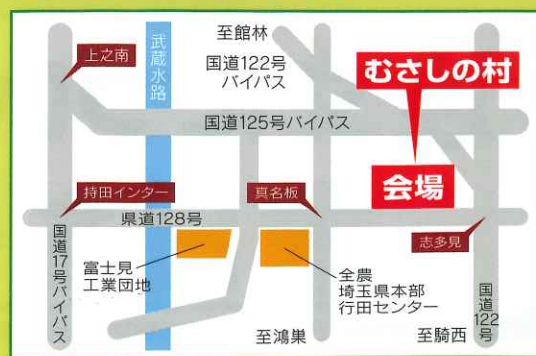 至館林
国道122号
バイパス
武蔵水路
上之南
むさしの村
国道125号バイパス
会場
持田インター
真名板
県道128号
志多見
富士見
工業団地
全農
埼玉県本部
行田センター
国道17号バイパス
国道122号
至鴻巣
至騎西